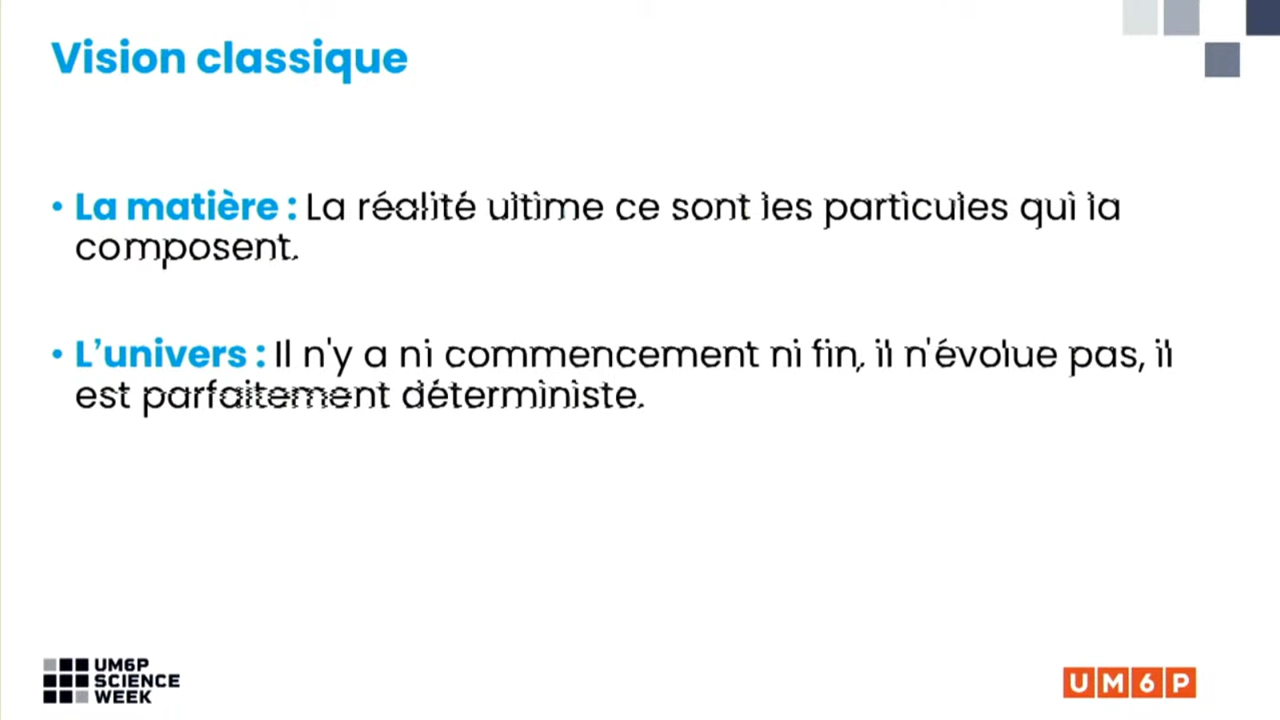 Vision classique
• La matière : La réalité ultime ce sont les particules qui la
composent.
• L’univers : Il n'y a ni commencement ni fin, il n'évolue pas, il
est parfaitement déterministe.
UM6P
SCIENCE
WEEK
UM6P